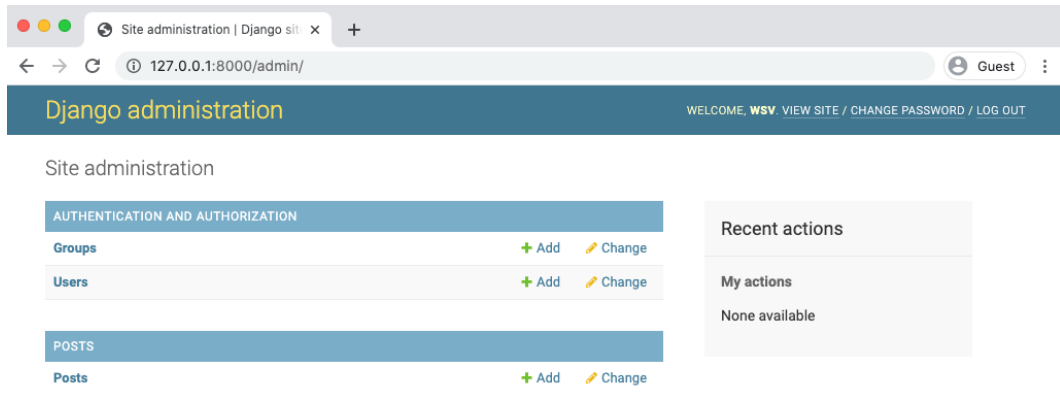 Site administration | Django sit
127.0.0.1:8000/admin/
Guest
Django administration
WELCOME, WSV. VIEW SITE / CHANGE PASSWORD / LOG OUT
Site administration
AUTHENTICATION AND AUTHORIZATION
Groups Add Change
Users Add Change
POSTS
Posts Add Change
Recent actions
My actions
None available